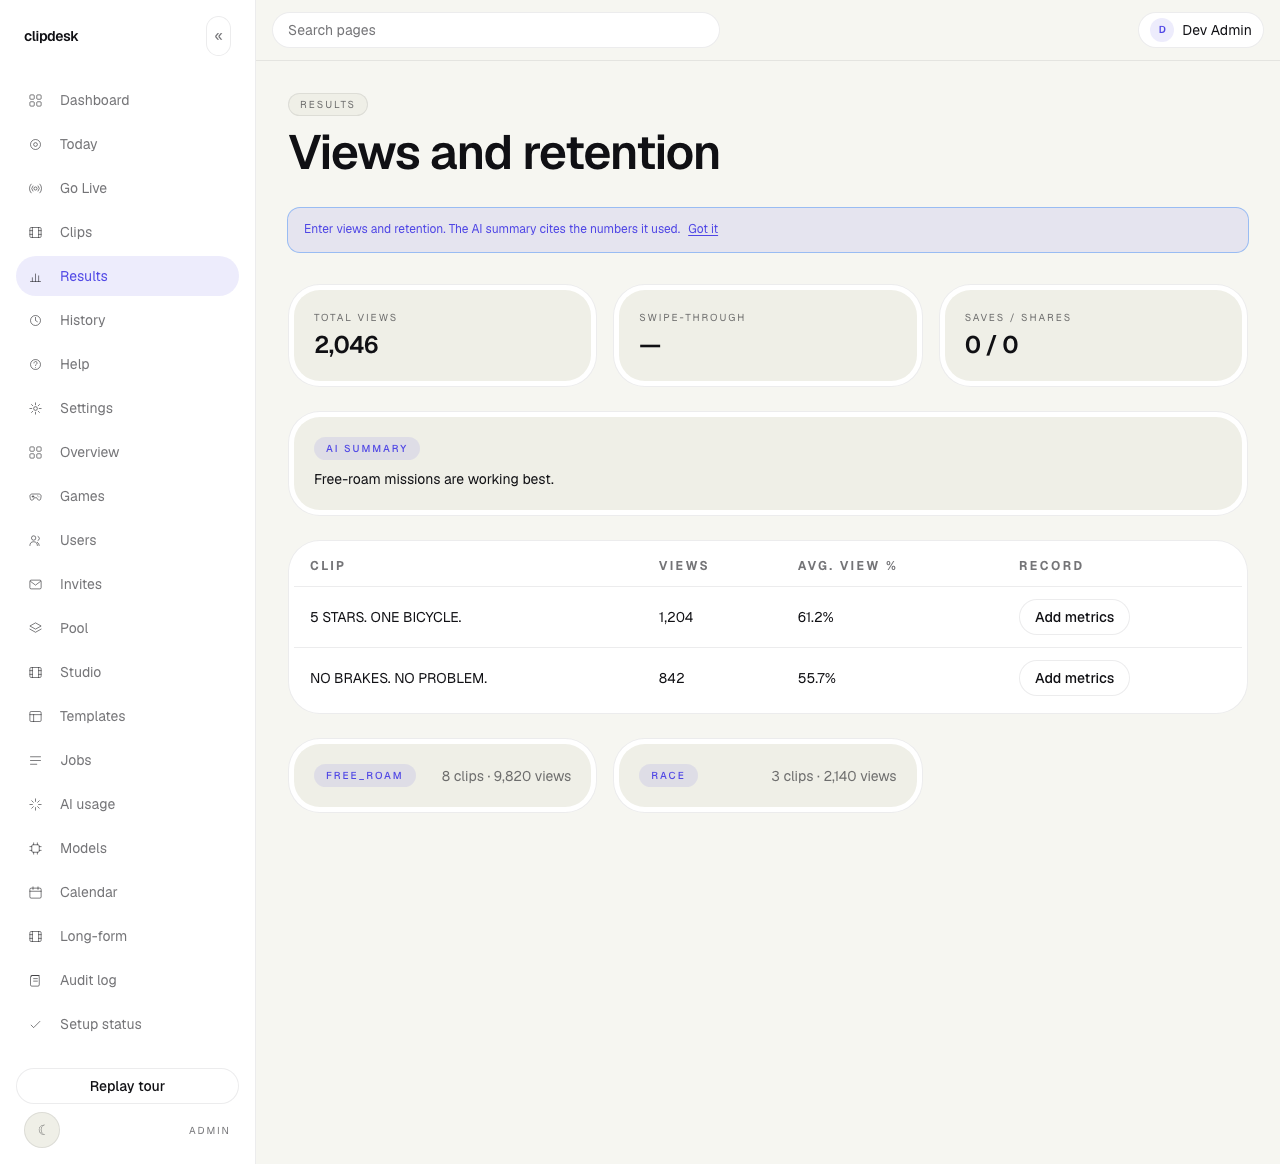 clipdesk
«
Search pages
D
Dev Admin
Dashboard
Today
Go Live
Clips
Results
History
Help
Settings
Overview
Games
Users
Invites
Pool
Studio
Templates
Jobs
AI usage
Models
Calendar
Long-form
Audit log
Setup status
Replay tour
ADMIN
RESULTS
Views and retention
Enter views and retention. The AI summary cites the numbers it used. Got it
TOTAL VIEWS
2,046
SWIPE-THROUGH
—
SAVES / SHARES
0 / 0
AI SUMMARY
Free-roam missions are working best.
CLIP VIEWS AVG. VIEW % RECORD
5 STARS. ONE BICYCLE. 1,204 61.2% Add metrics
NO BRAKES. NO PROBLEM. 842 55.7% Add metrics
FREE_ROAM 8 clips · 9,820 views
RACE 3 clips · 2,140 views